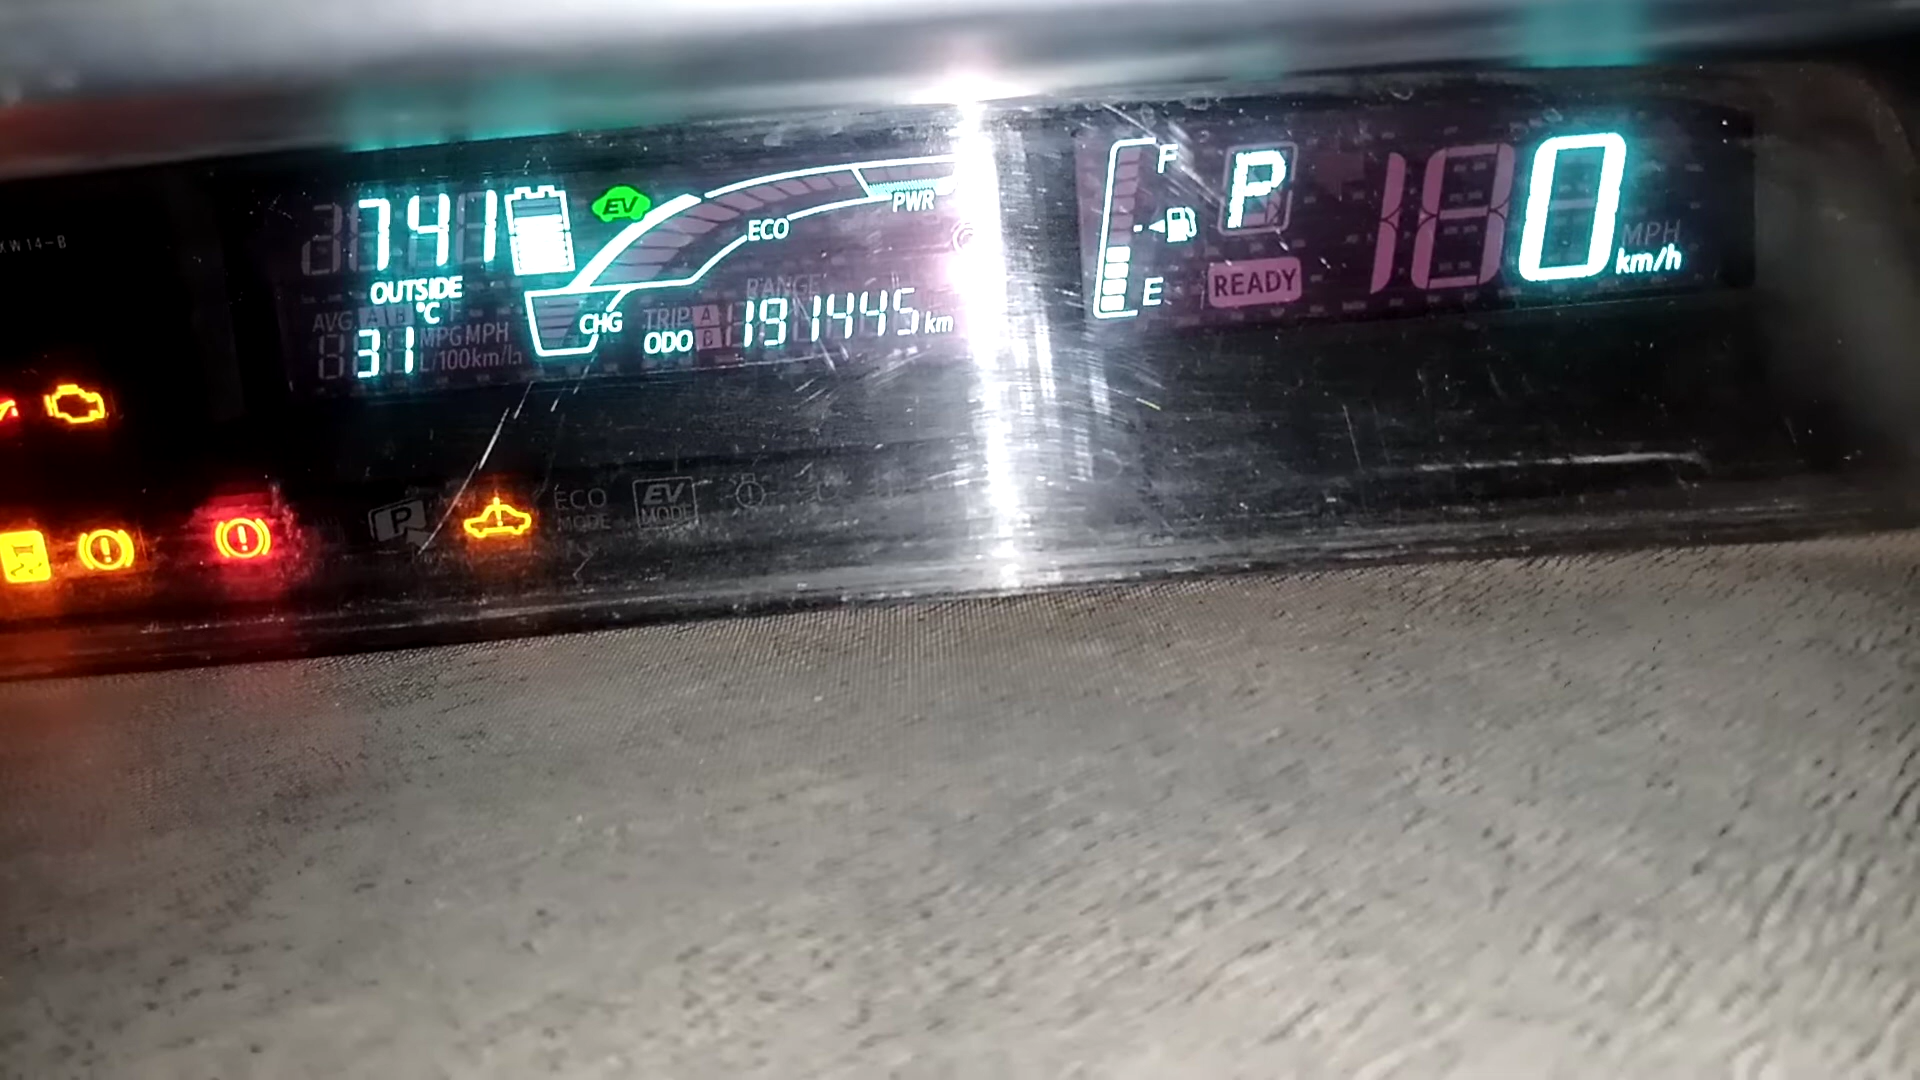 741
EV
F
P
180
MPH
km/h
PWR
ECO
READY
E
OUTSIDE
°C
31
AVG A B
MPG MPH
L/100km/h
CHG
RANGE
TRIP A
B
ODO
191445 km
P
ECO
MODE
EV
MODE